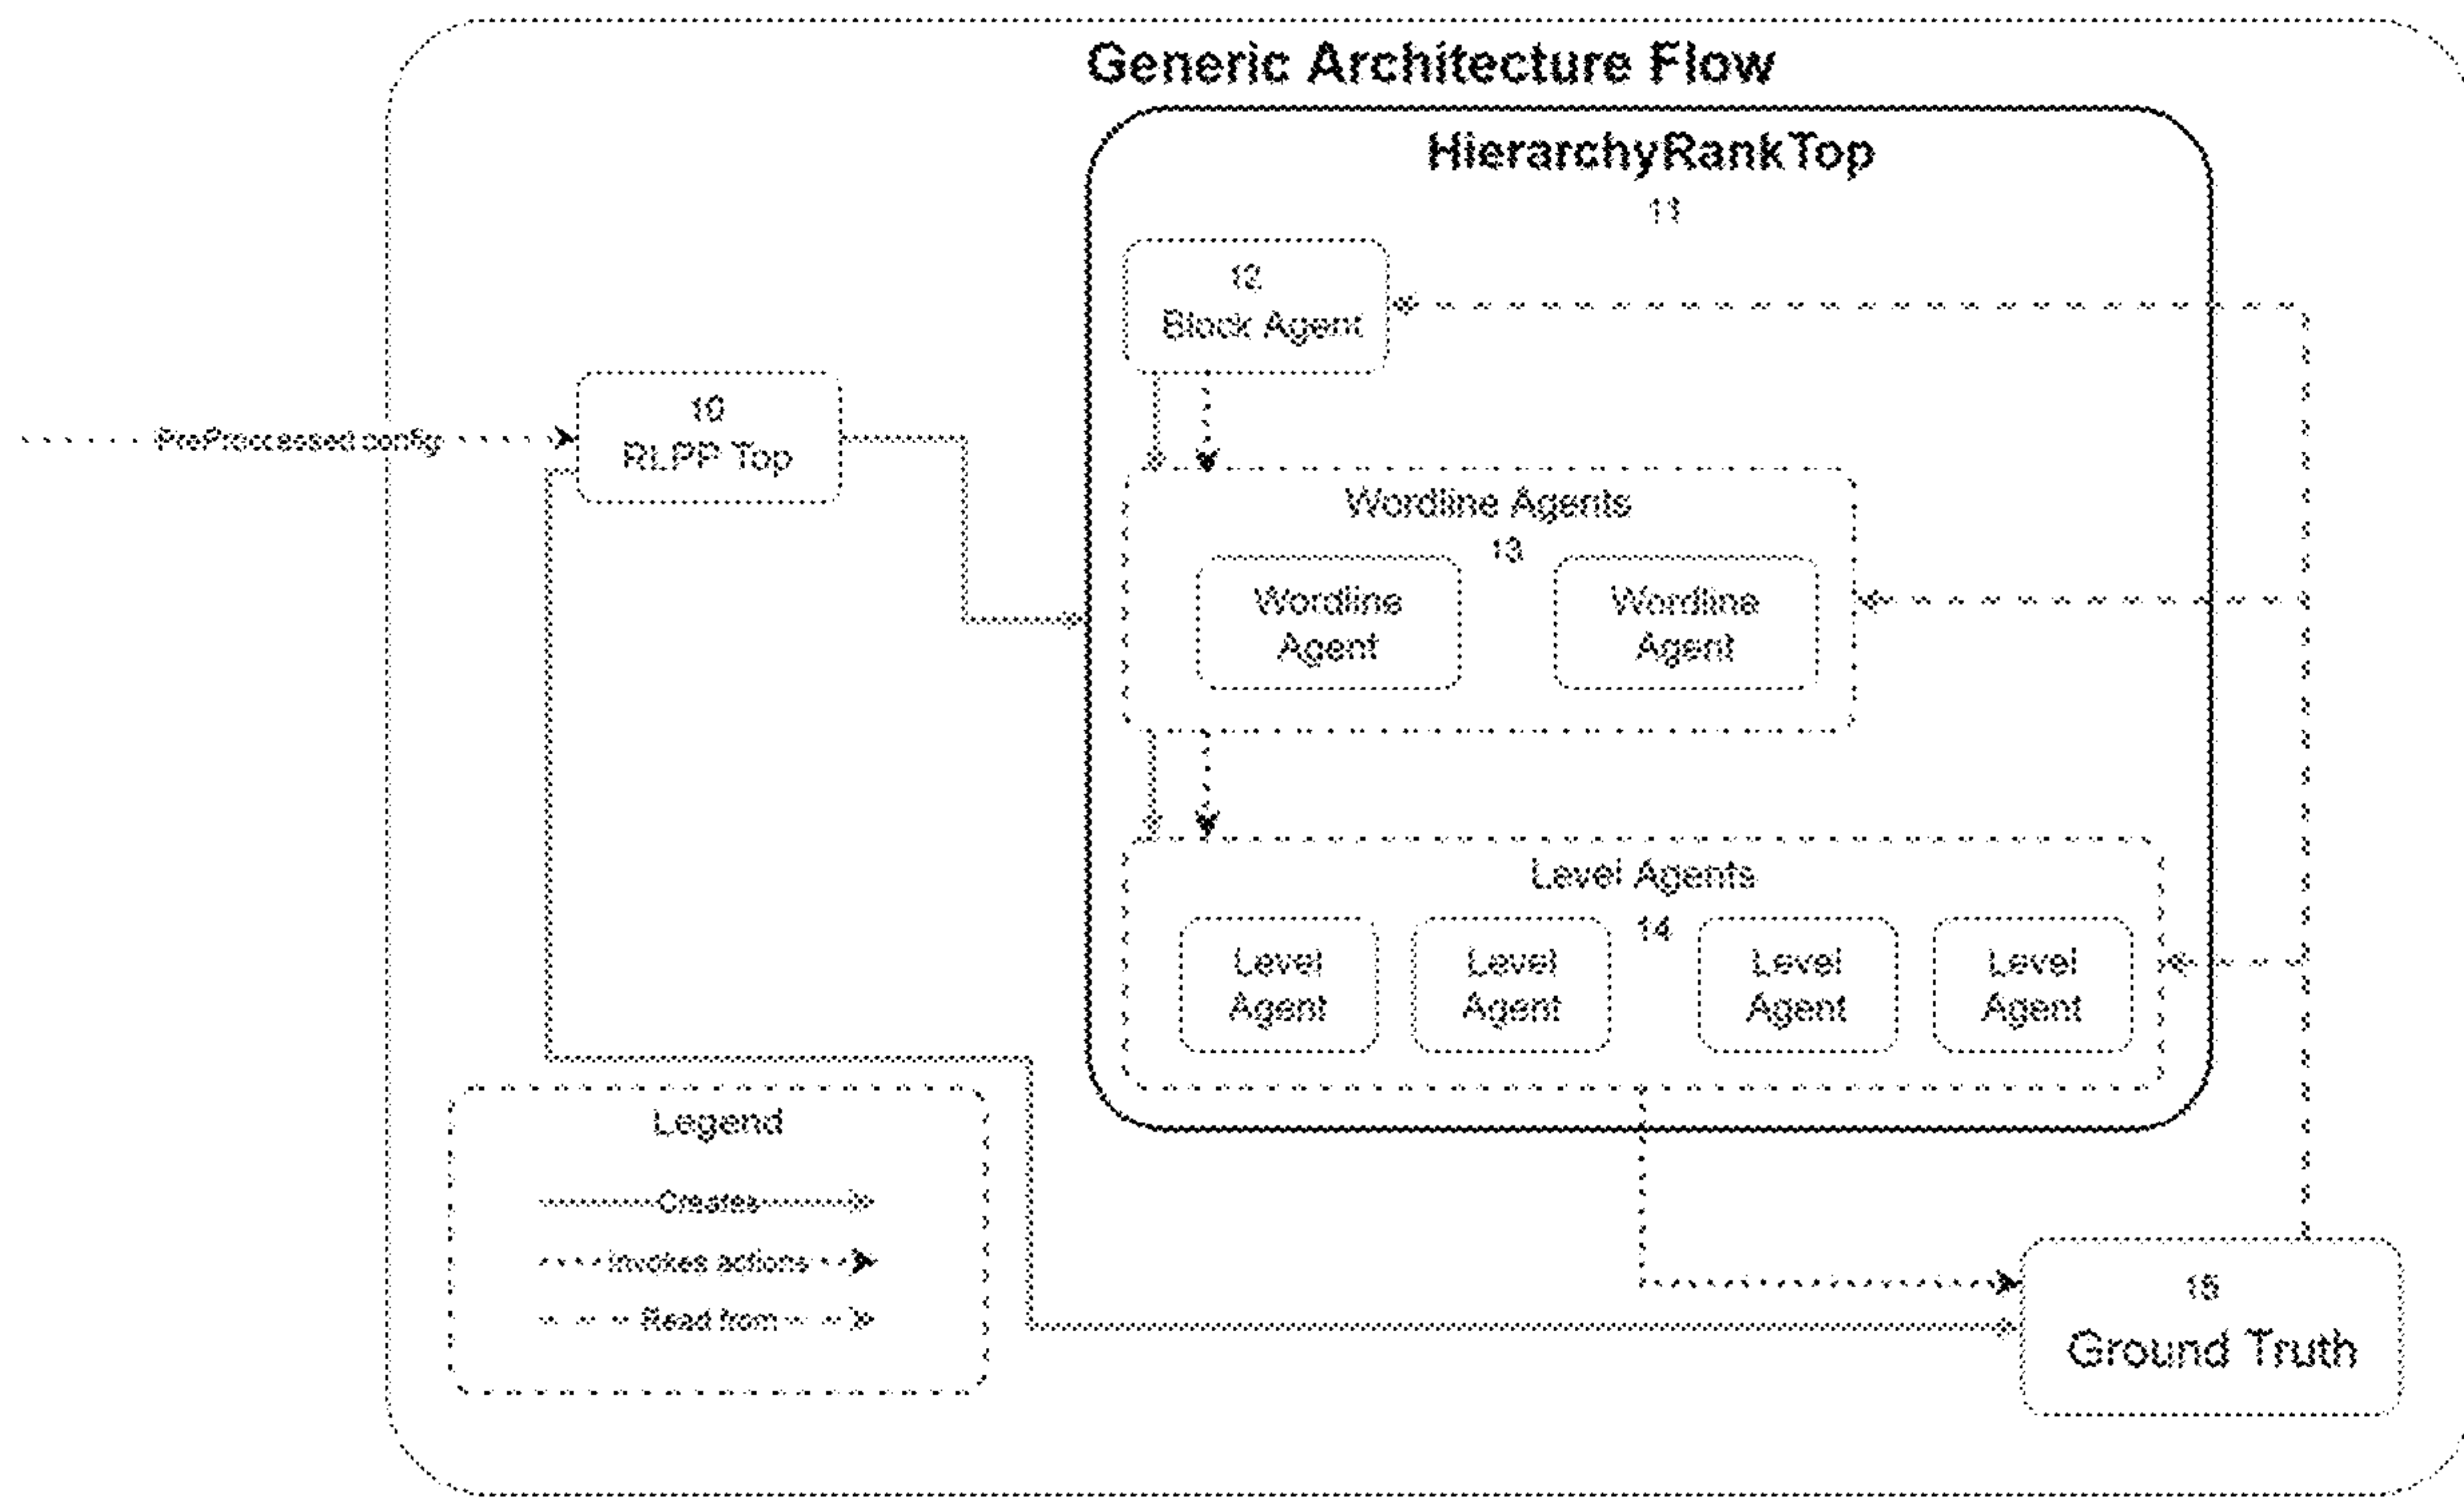 Generic Architecture Flow
HierarchyRankTop
11
12
Block Agent
PreProccessed config
10
RLPP Top
Wordline Agents
13
Wordline
Agent
Wordline
Agent
Level Agents
14
Level
Agent
Level
Agent
Level
Agent
Level
Agent
Legend
Creates
Invokes actions
Read from
15
Ground Truth